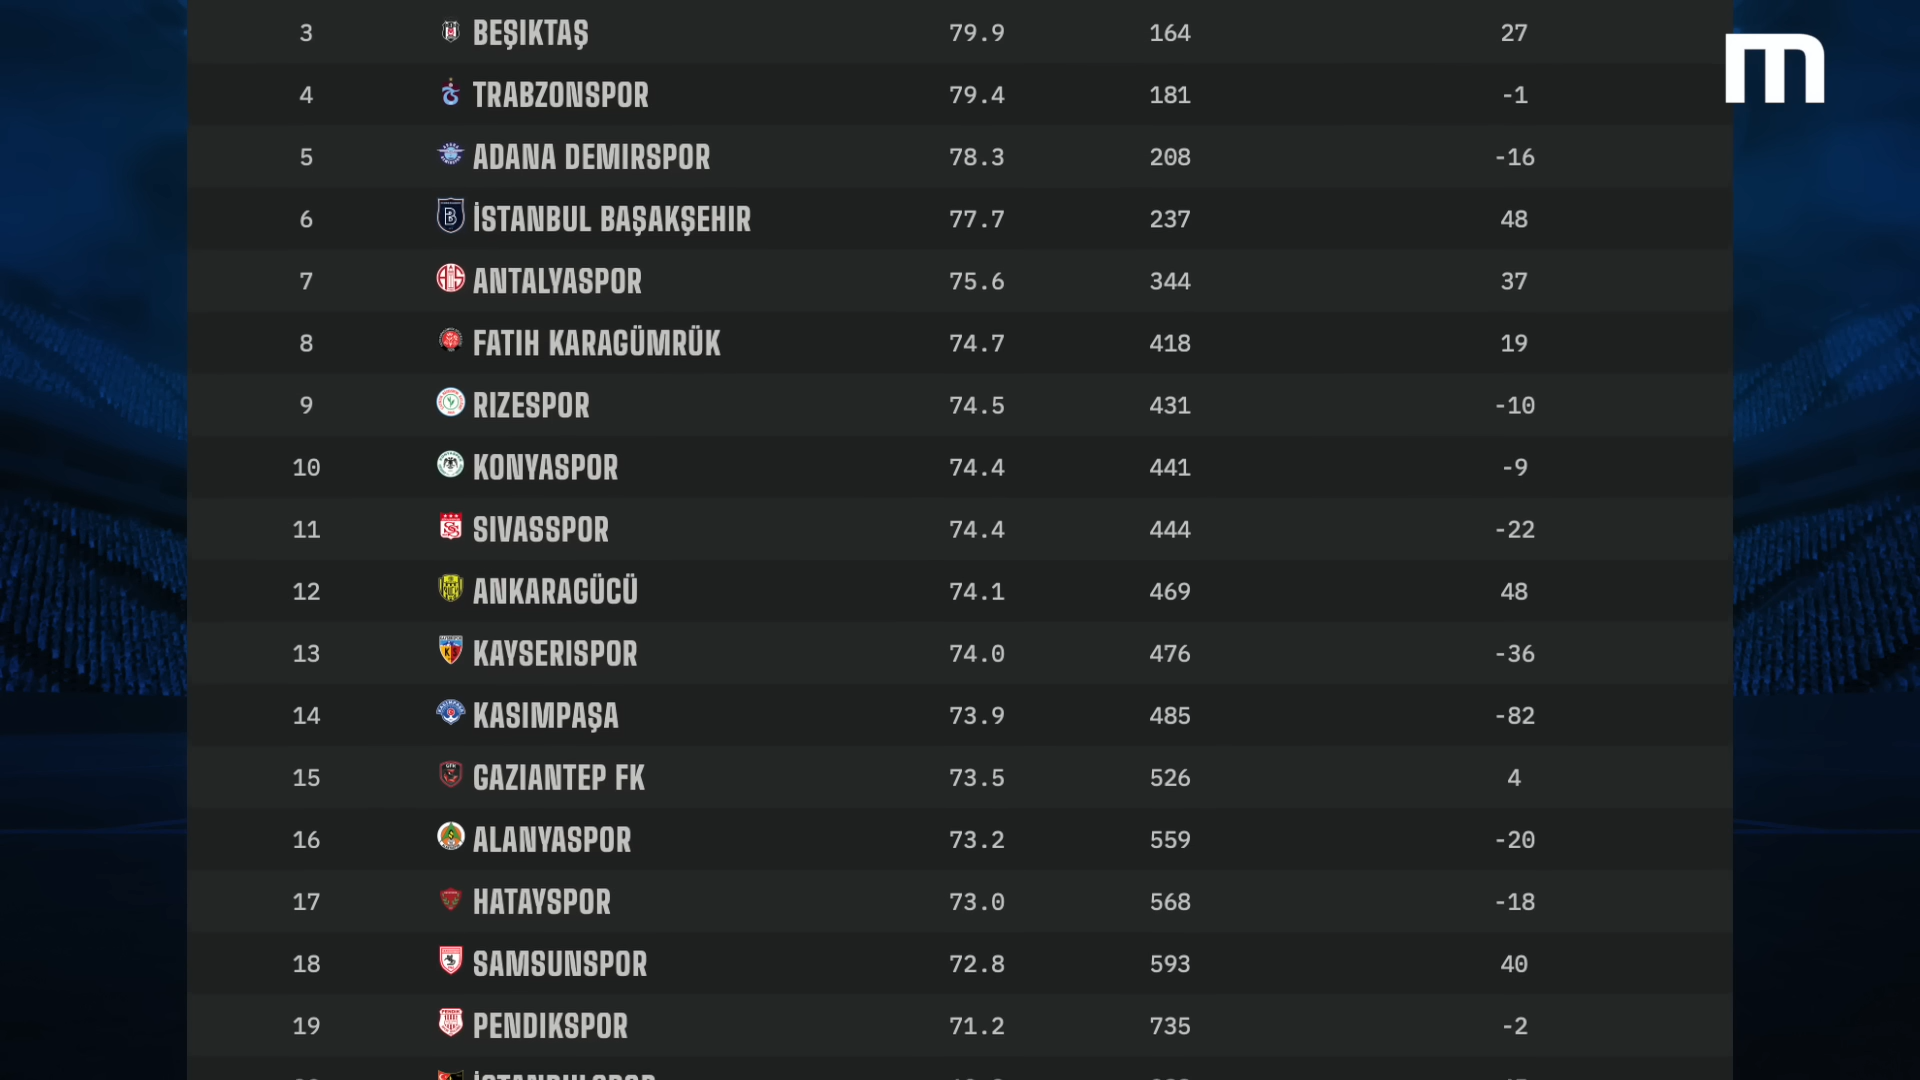 3 BEŞIKTAŞ 79.9 164 27
4 TRABZONSPOR 79.4 181 -1
5 ADANA DEMIRSPOR 78.3 208 -16
6 İSTANBUL BAŞAKŞEHIR 77.7 237 48
7 ANTALYASPOR 75.6 344 37
8 FATIH KARAGÜMRÜK 74.7 418 19
9 RIZESPOR 74.5 431 -10
10 KONYASPOR 74.4 441 -9
11 SIVASSPOR 74.4 444 -22
12 ANKARAGÜCÜ 74.1 469 48
13 KAYSERISPOR 74.0 476 -36
14 KASIMPAŞA 73.9 485 -82
15 GAZIANTEP FK 73.5 526 4
16 ALANYASPOR 73.2 559 -20
17 HATAYSPOR 73.0 568 -18
18 SAMSUNSPOR 72.8 593 40
19 PENDIKSPOR 71.2 735 -2
m